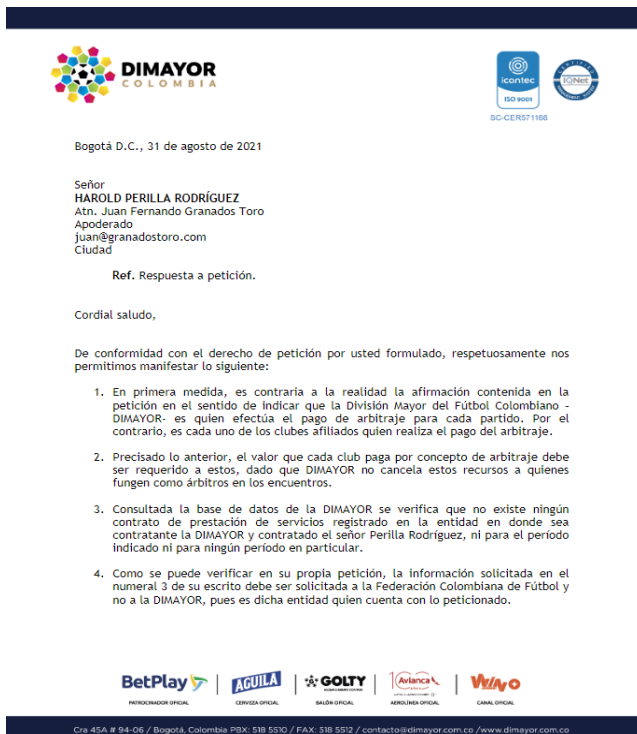 DIMAYOR
COLOMBIA
icontec
ISO 9001
IQNet
SC-CER571166
Bogotá D.C., 31 de agosto de 2021
Señor
HAROLD PERILLA RODRÍGUEZ
Atn. Juan Fernando Granados Toro
Apoderado
juan@granadostoro.com
Ciudad
Ref. Respuesta a petición.
Cordial saludo,
De conformidad con el derecho de petición por usted formulado, respetuosamente nos
permitimos manifestar lo siguiente:
1. En primera medida, es contraria a la realidad la afirmación contenida en la
petición en el sentido de indicar que la División Mayor del Fútbol Colombiano -
DIMAYOR- es quien efectúa el pago de arbitraje para cada partido. Por el
contrario, es cada uno de los clubes afiliados quien realiza el pago del arbitraje.
2. Precisado lo anterior, el valor que cada club paga por concepto de arbitraje debe
ser requerido a estos, dado que DIMAYOR no cancela estos recursos a quienes
fungen como árbitros en los encuentros.
3. Consultada la base de datos de la DIMAYOR se verifica que no existe ningún
contrato de prestación de servicios registrado en la entidad en donde sea
contratante la DIMAYOR y contratado el señor Perilla Rodríguez, ni para el período
indicado ni para ningún período en particular.
4. Como se puede verificar en su propia petición, la información solicitada en el
numeral 3 de su escrito debe ser solicitada a la Federación Colombiana de Fútbol y
no a la DIMAYOR, pues es dicha entidad quien cuenta con lo peticionado.
BetPlay | AGUILA | GOLTY | Avianca | WIN
PATROCINADOR OFICIAL CERVEZA OFICIAL BALÓN OFICIAL AEROLÍNEA OFICIAL CANAL OFICIAL
Cra 45A # 94-06 / Bogotá, Colombia PBX: 518 5510 / FAX: 518 5512 / contacto@dimayor.com.co /www.dimayor.com.co